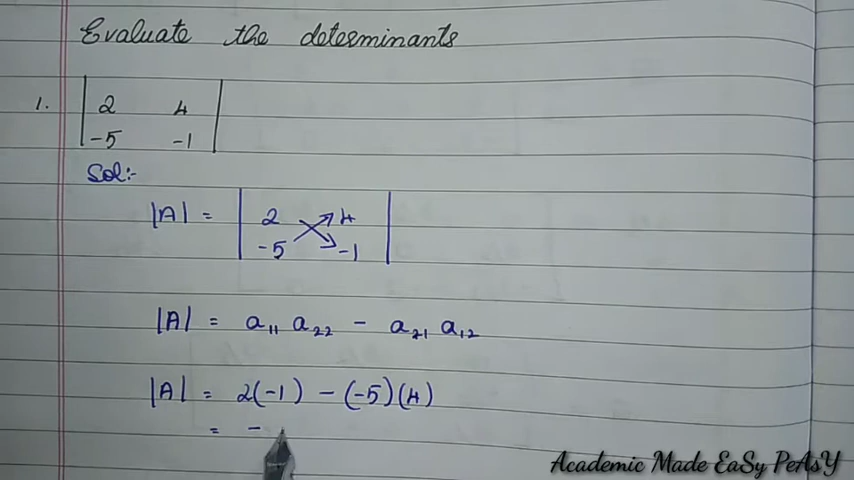 Evaluate the determinants
1. | 2 4 |
| -5 -1 |
Sol:-
|A| = | 2 4 |
| -5 -1 |
|A| = a₁₁ a₂₂ - a₂₁ a₁₂
|A| = 2(-1) - (-5)(4)
= -
Academic Made EaSy PeAsY